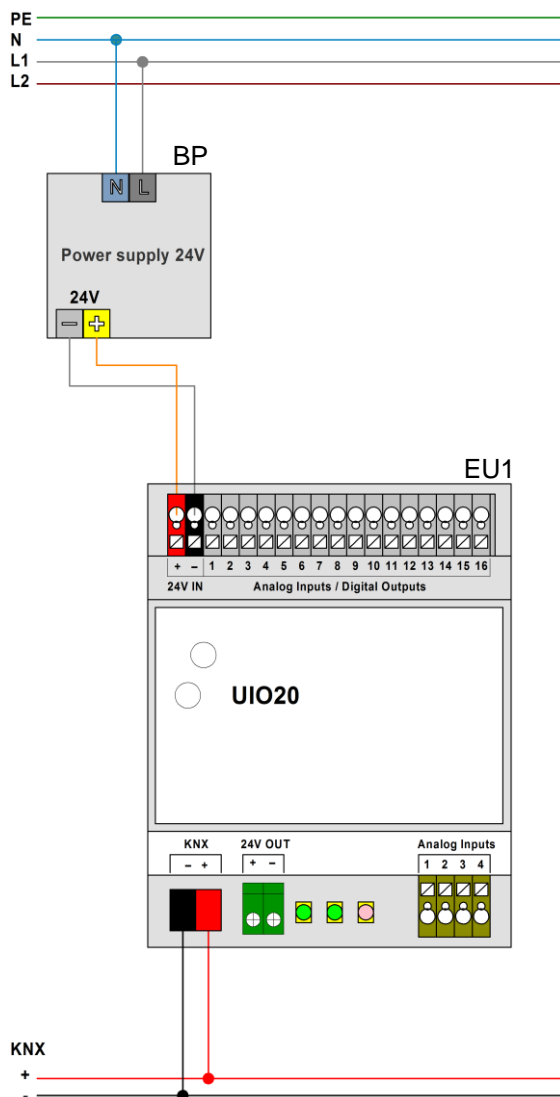 PE
N
L1
L2
BP
N L
Power supply 24V
24V
− +
EU1
+ − 1 2 3 4 5 6 7 8 9 10 11 12 13 14 15 16
24V IN Analog Inputs / Digital Outputs
UIO20
KNX 24V OUT Analog Inputs
− + + − 1 2 3 4
KNX
+
-